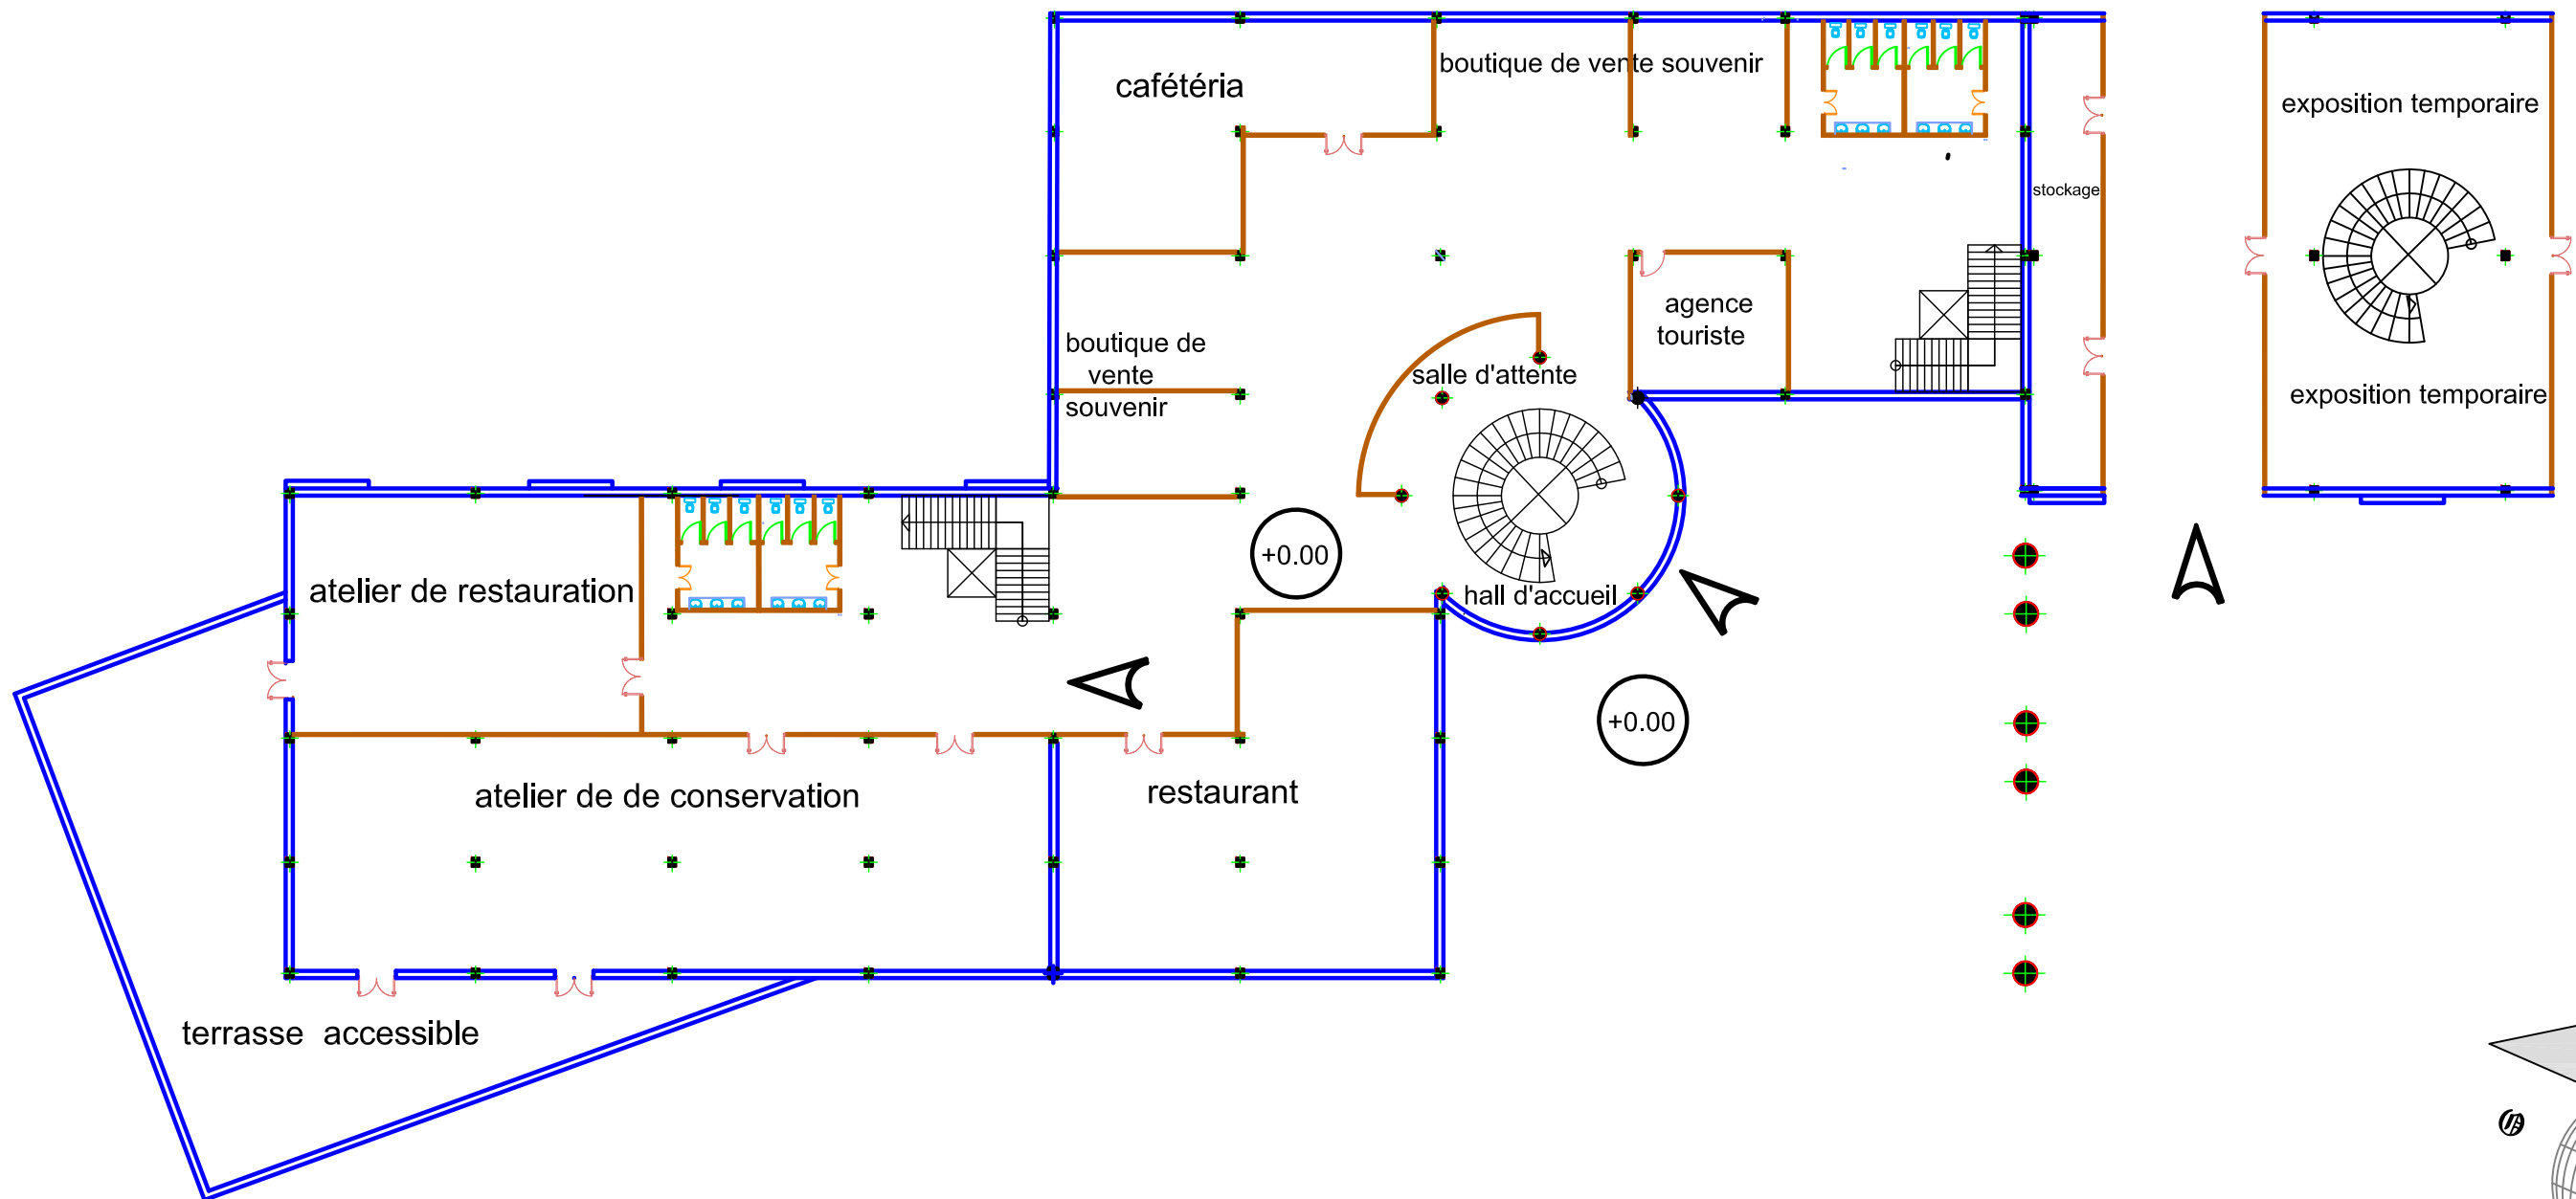 cafétéria
boutique de vente souvenir
exposition temporaire
stockage
agence
touriste
boutique de
vente
souvenir
salle d'attente
exposition temporaire
+0.00
hall d'accueil
atelier de restauration
+0.00
atelier de de conservation
restaurant
terrasse accessible